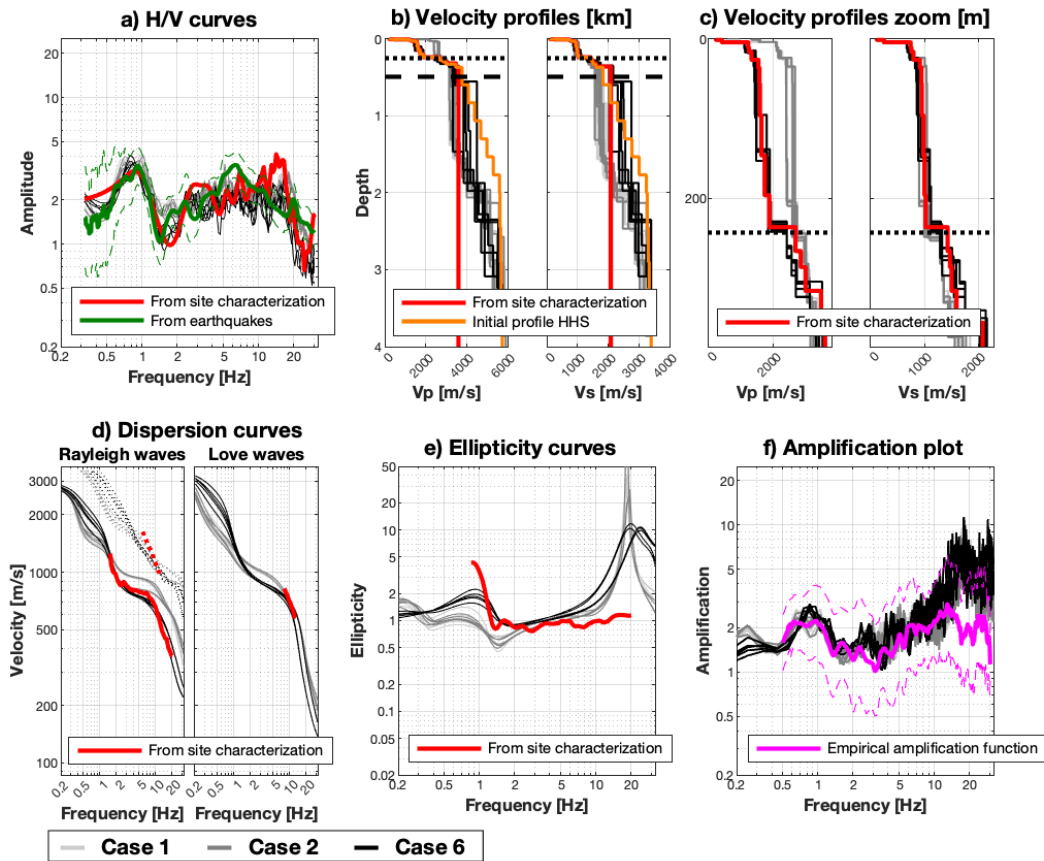 a) H/V curves
20
10
5
2
1
0.5
0.2
Amplitude
From site characterization
From earthquakes
0.2 0.5 1 2 5 10 20
Frequency [Hz]
b) Velocity profiles [km]
0
1
2
3
4
Depth
From site characterization
Initial profile HHS
0 2000 4000 6000
0 1000 2000 3000 4000
Vp [m/s]
Vs [m/s]
c) Velocity profiles zoom [m]
0
200
0
200
From site characterization
0 2000
0 1000 2000
Vp [m/s]
Vs [m/s]
d) Dispersion curves
Rayleigh waves
Love waves
3000
2000
1000
500
200
100
Velocity [m/s]
From site characterization
0.2 0.5 1 2 5 10 20
0.2 0.5 1 2 5 10 20
Frequency [Hz]
Frequency [Hz]
e) Ellipticity curves
50
10
5
2
1
0.5
0.1
0.05
0.02
Ellipticity
From site characterization
0.2 0.5 1 2 5 10 20
Frequency [Hz]
f) Amplification plot
20
10
5
2
1
0.5
0.2
Amplification
Empirical amplification function
0.2 0.5 1 2 5 10 20
Frequency [Hz]
Case 1 Case 2 Case 6